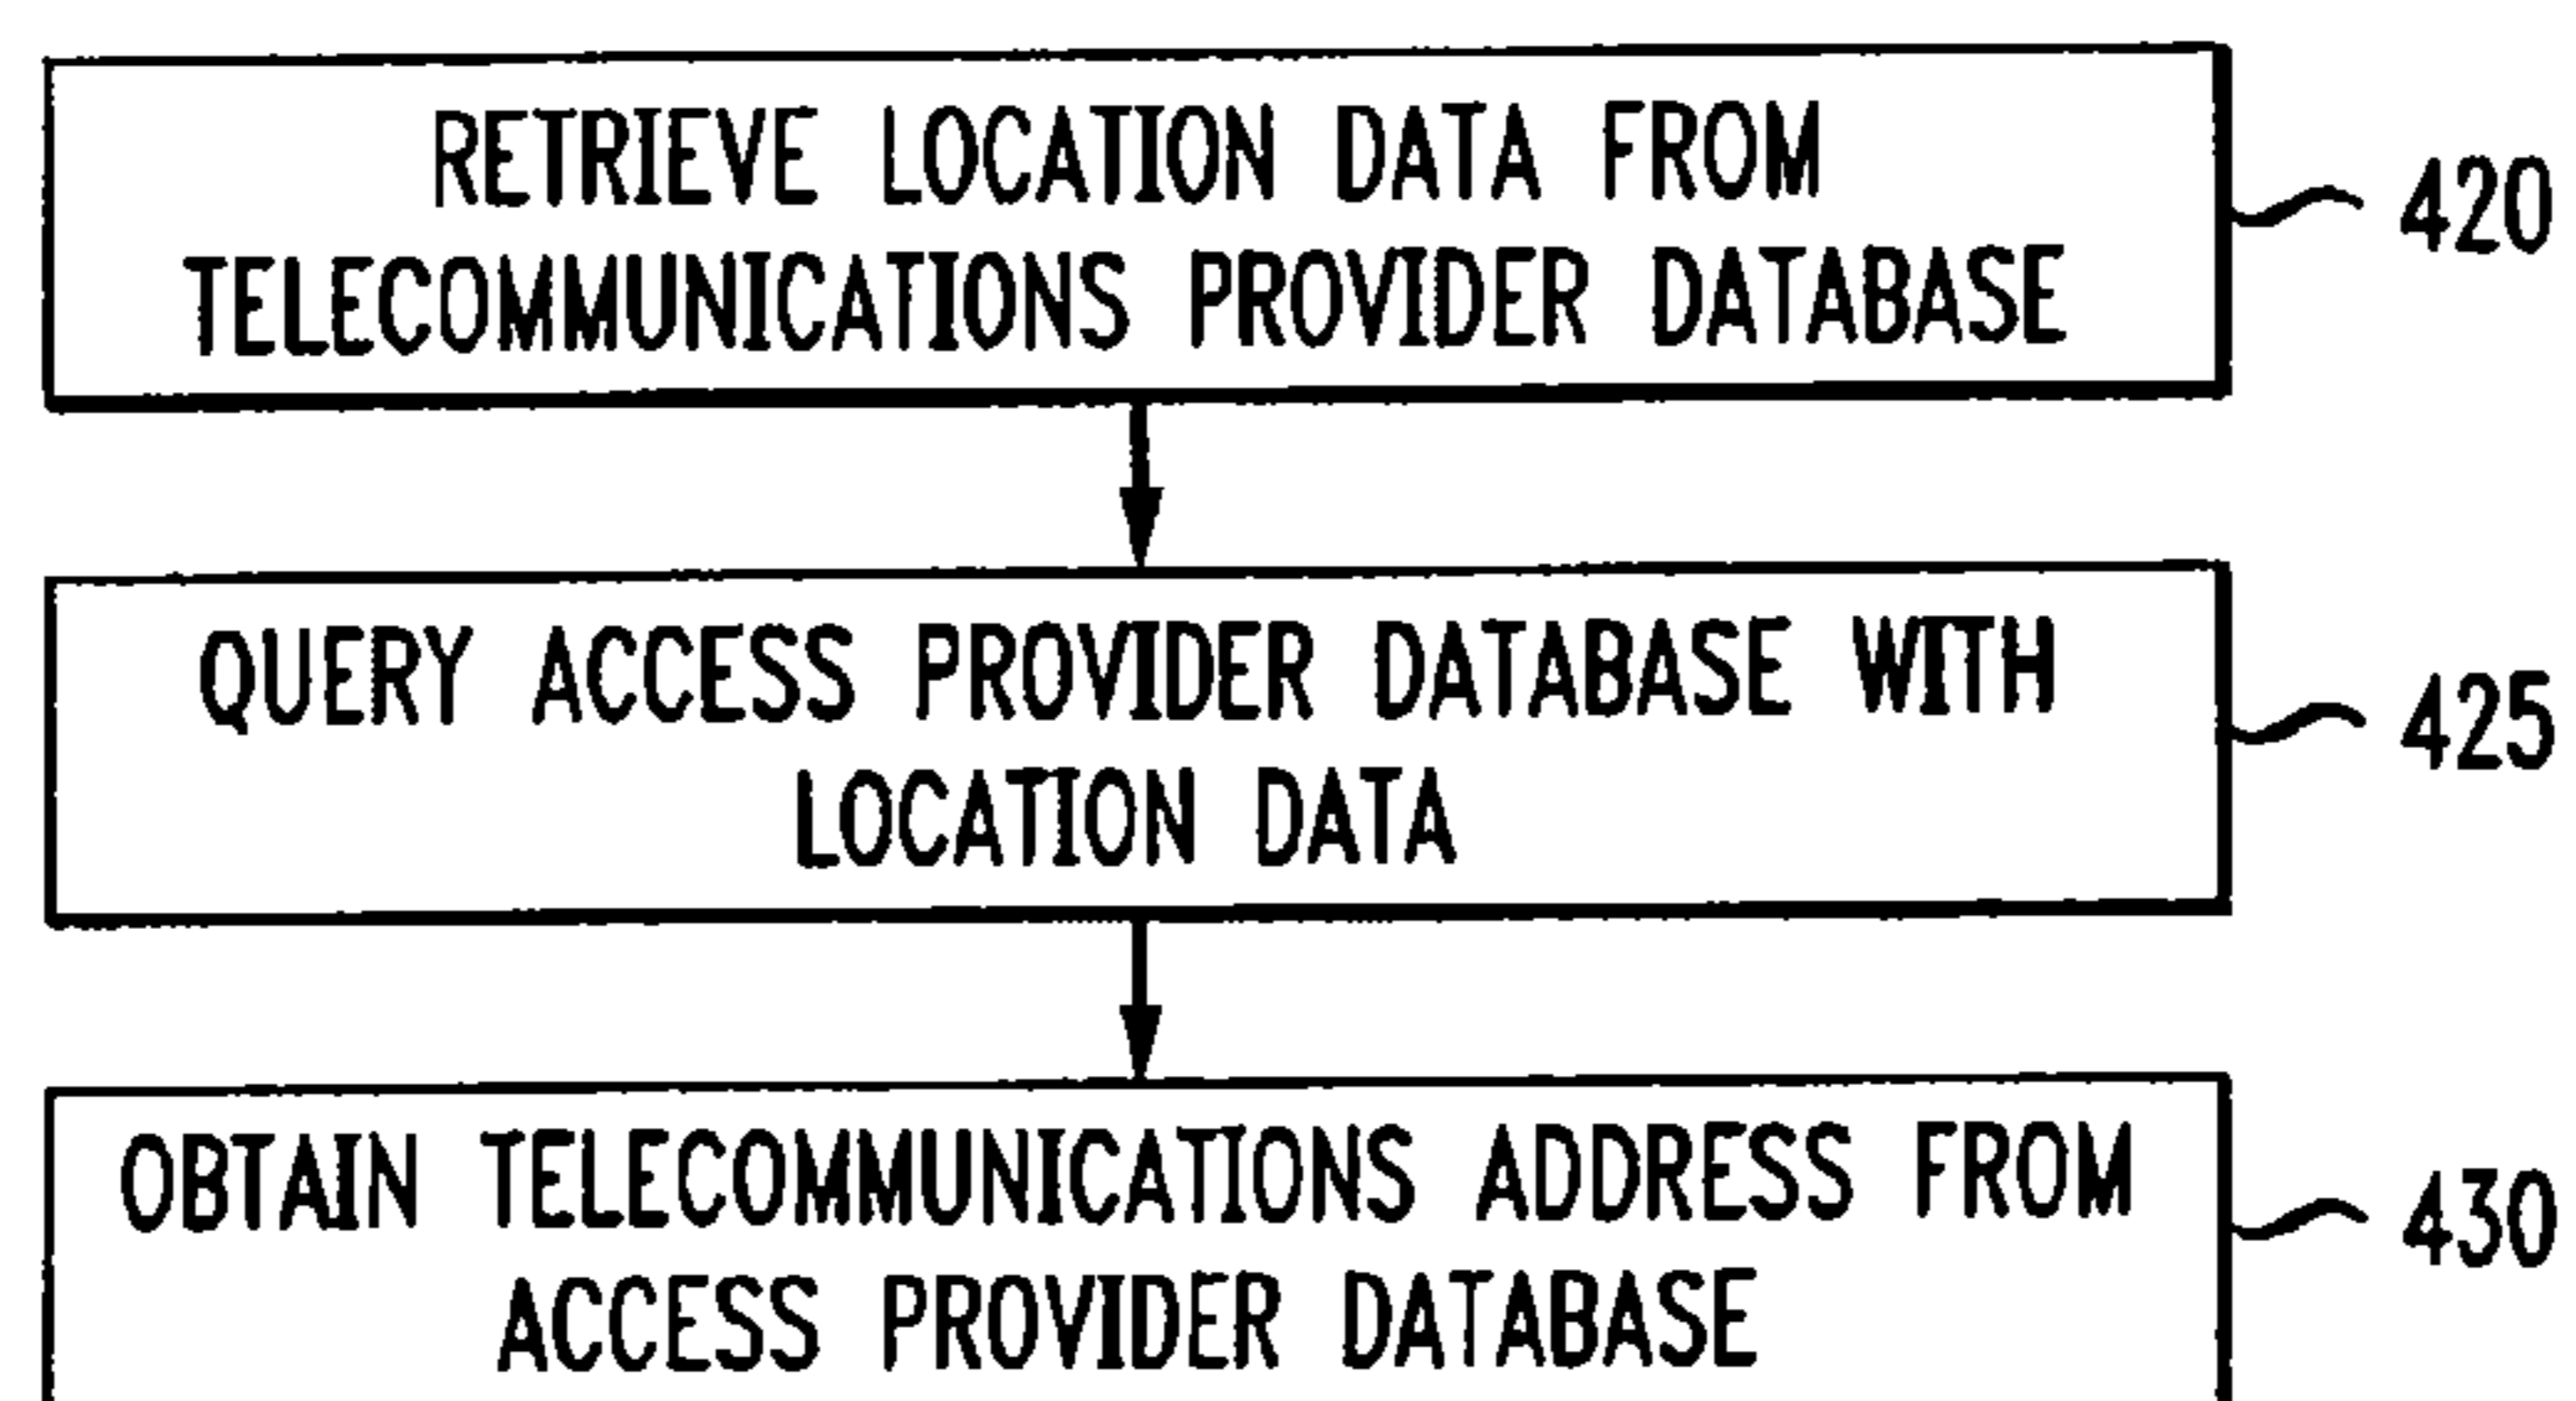 RETRIEVE LOCATION DATA FROM
TELECOMMUNICATIONS PROVIDER DATABASE
420
QUERY ACCESS PROVIDER DATABASE WITH
LOCATION DATA
425
OBTAIN TELECOMMUNICATIONS ADDRESS FROM
ACCESS PROVIDER DATABASE
430